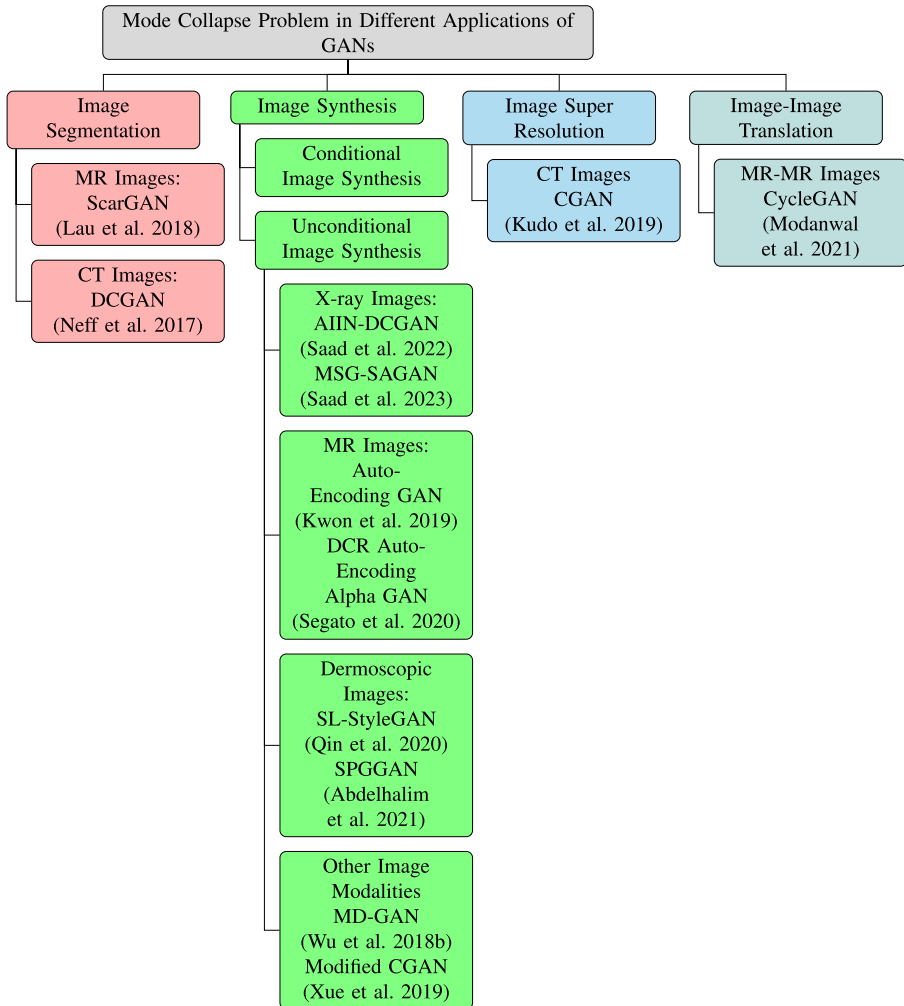 Mode Collapse Problem in Different Applications of
GANs
Image
Segmentation
MR Images:
ScarGAN
(Lau et al. 2018)
CT Images:
DCGAN
(Neff et al. 2017)
Image Synthesis
Conditional
Image Synthesis
Unconditional
Image Synthesis
X-ray Images:
AIIN-DCGAN
(Saad et al. 2022)
MSG-SAGAN
(Saad et al. 2023)
MR Images:
Auto-
Encoding GAN
(Kwon et al. 2019)
DCR Auto-
Encoding
Alpha GAN
(Segato et al. 2020)
Dermoscopic
Images:
SL-StyleGAN
(Qin et al. 2020)
SPGGAN
(Abdelhalim
et al. 2021)
Other Image
Modalities
MD-GAN
(Wu et al. 2018b)
Modified CGAN
(Xue et al. 2019)
Image Super
Resolution
CT Images
CGAN
(Kudo et al. 2019)
Image-Image
Translation
MR-MR Images
CycleGAN
(Modanwal
et al. 2021)